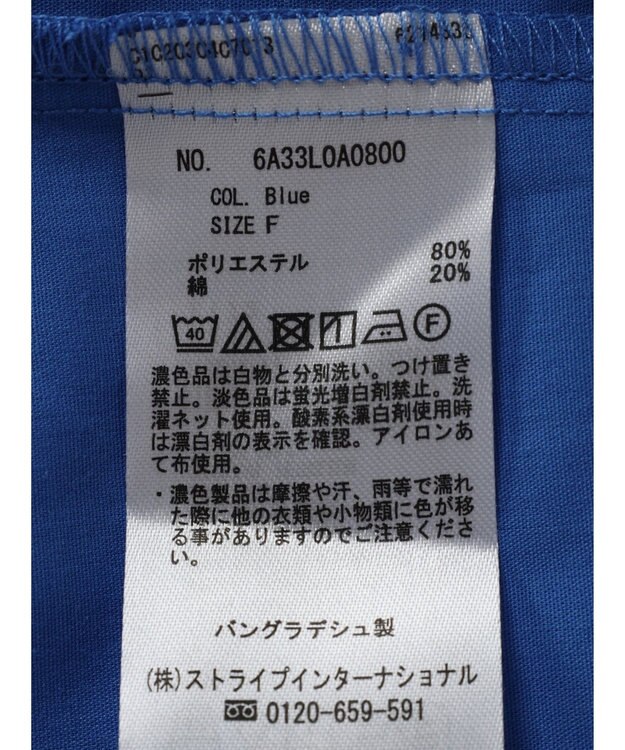 NO. 6A33L0A0800
COL. Blue
SIZE F
ポリエステル 80%
綿 20%
40
F
濃色品は白物と分別洗い。つけ置き
禁止。淡色品は蛍光増白剤禁止。洗
濯ネット使用。酸素系漂白剤使用時
は漂白剤の表示を確認。アイロンあ
て布使用。
・濃色製品は摩擦や汗、雨等で濡れ
た際に他の衣類や小物類に色が移
る事がありますのでご注意くださ
い。
バングラデシュ製
(株)ストライプインターナショナル
0120-659-591